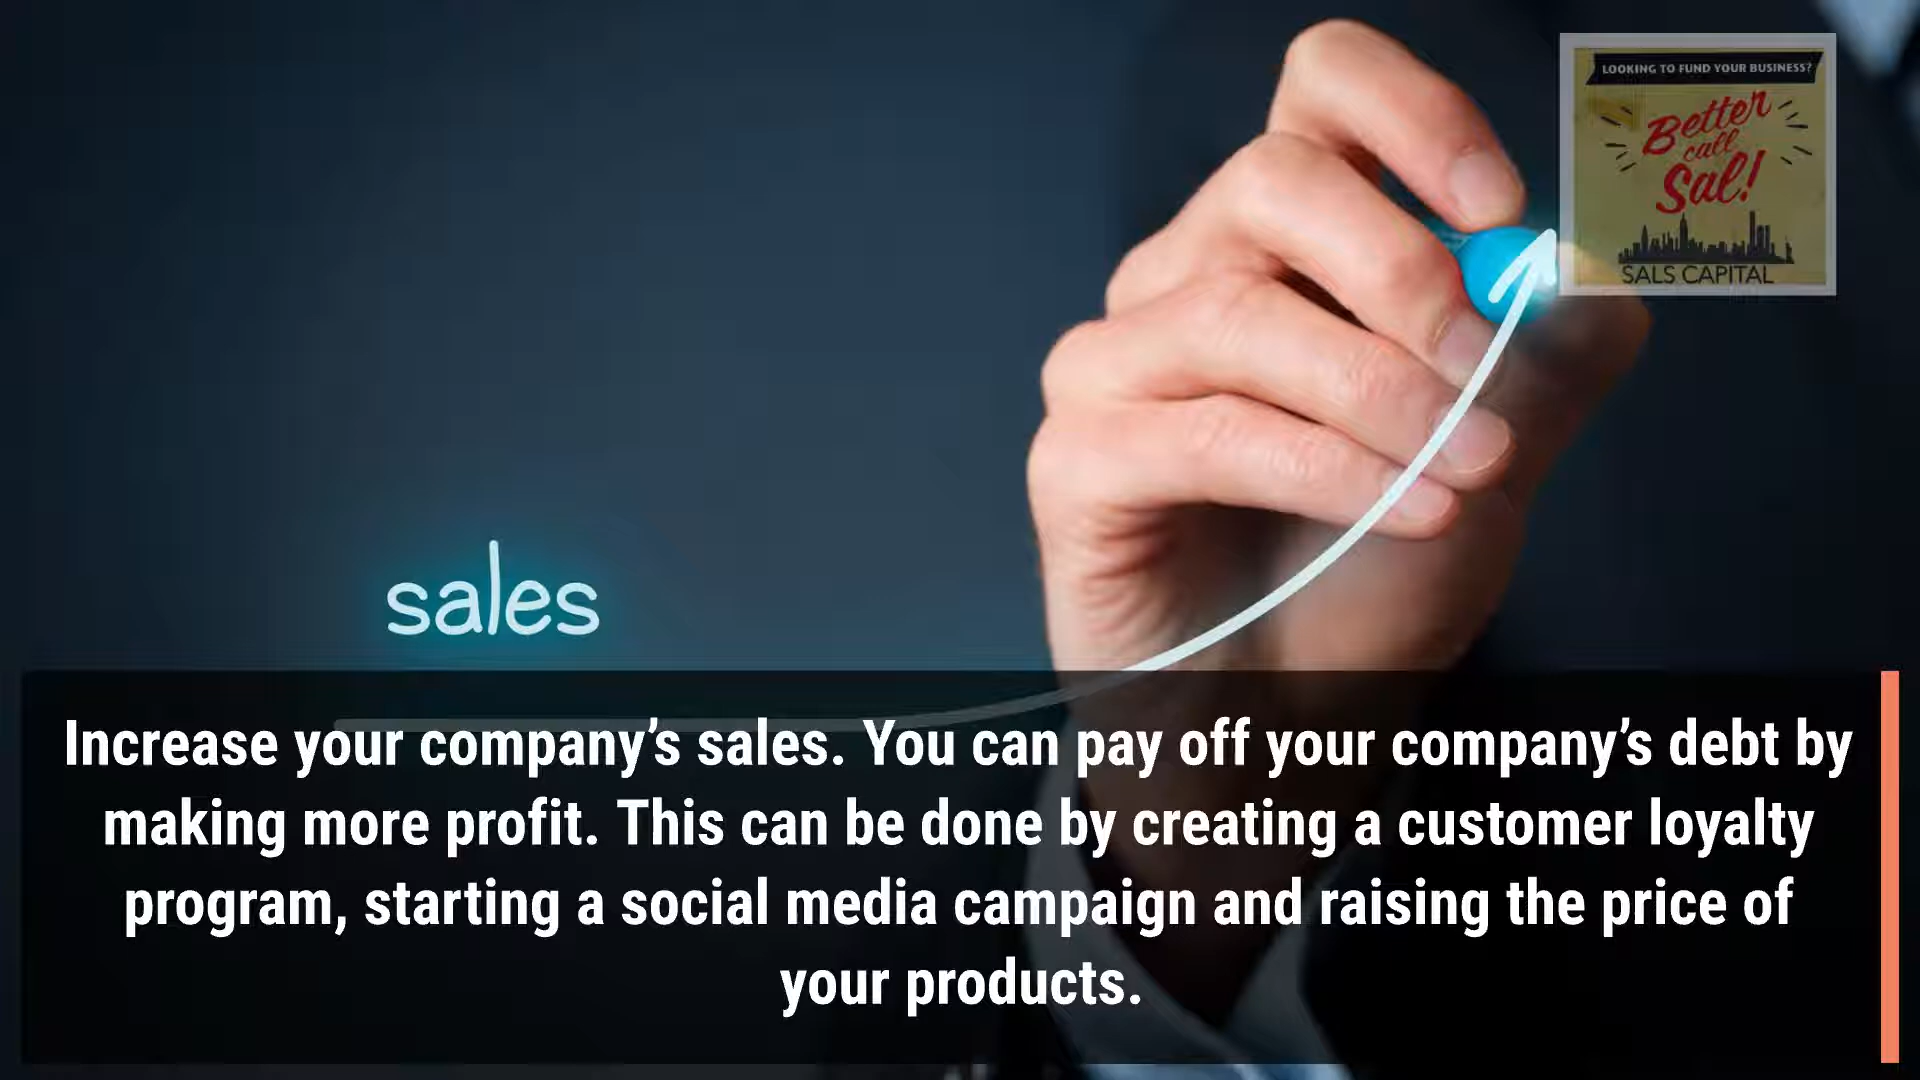 LOOKING TO FUND YOUR BUSINESS?
Better
call
Sal!
SALS CAPITAL
sales
Increase your company’s sales. You can pay off your company’s debt by
making more profit. This can be done by creating a customer loyalty
program, starting a social media campaign and raising the price of
your products.